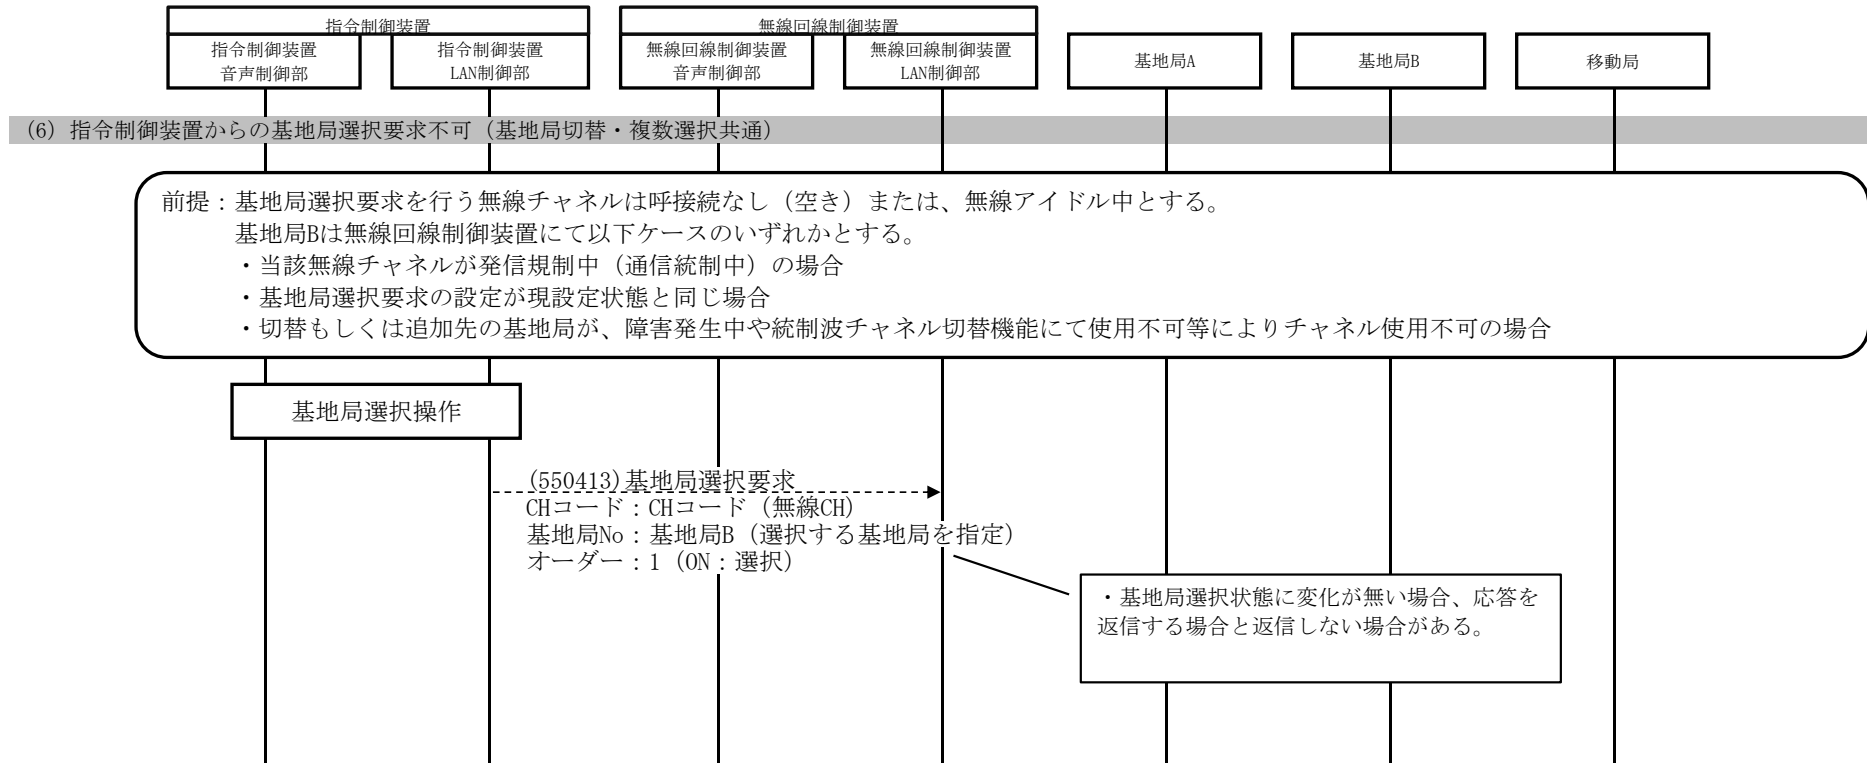 指令制御装置
無線回線制御装置
指令制御装置
音声制御部
指令制御装置
LAN制御部
無線回線制御装置
音声制御部
無線回線制御装置
LAN制御部
基地局A
基地局B
移動局
(6) 指令制御装置からの基地局選択要求不可（基地局切替・複数選択共通）
前提：基地局選択要求を行う無線チャネルは呼接続なし（空き）または、無線アイドル中とする。
基地局Bは無線回線制御装置にて以下ケースのいずれかとする。
・当該無線チャネルが発信規制中（通信統制中）の場合
・基地局選択要求の設定が現設定状態と同じ場合
・切替もしくは追加先の基地局が、障害発生中や統制波チャネル切替機能にて使用不可等によりチャネル使用不可の場合
基地局選択操作
(550413)基地局選択要求
CHコード：CHコード（無線CH）
基地局No：基地局B（選択する基地局を指定）
オーダー：1（ON：選択）
・基地局選択状態に変化が無い場合、応答を
返信する場合と返信しない場合がある。